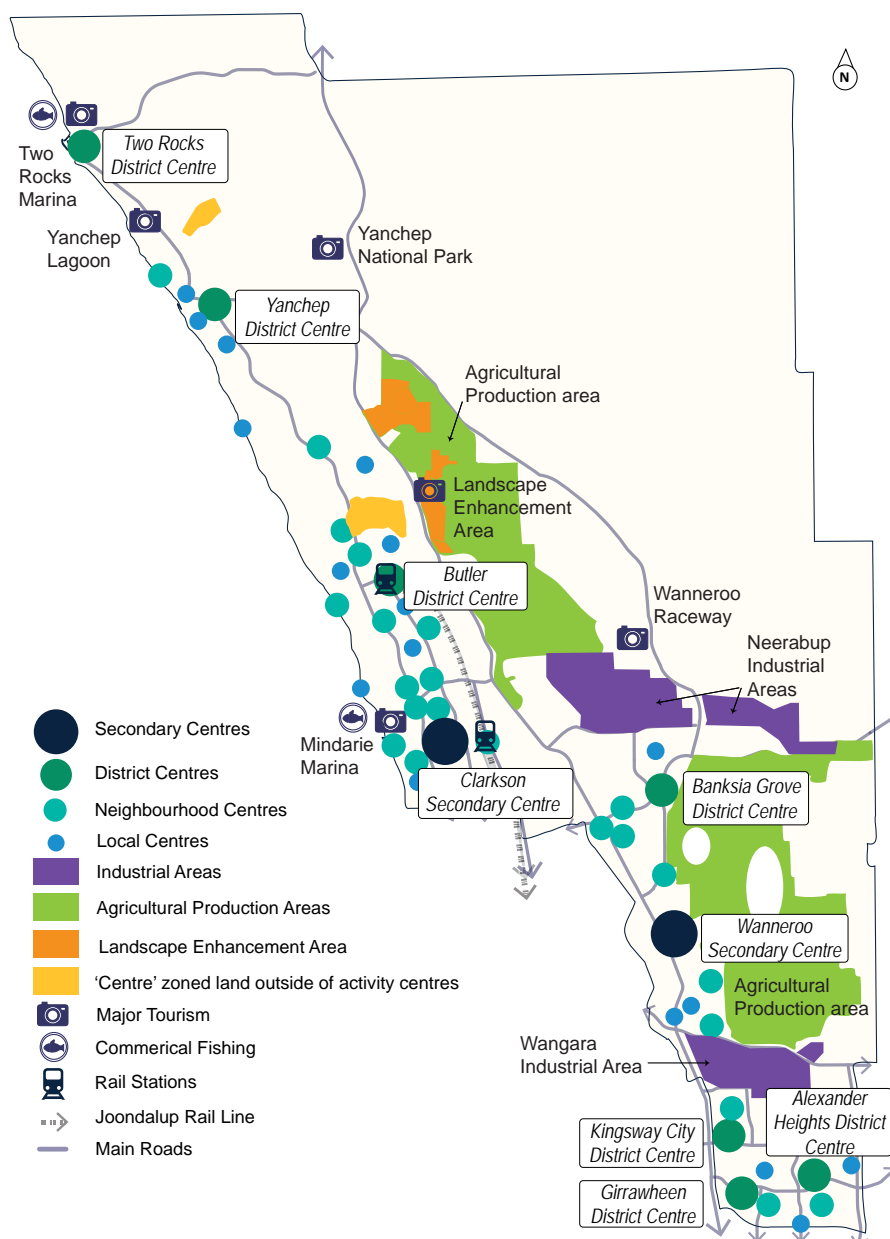 N
Two Rocks
District Centre
Two
Rocks
Marina
Yanchep
Lagoon
Yanchep
National Park
Yanchep
District Centre
Agricultural
Production area
Landscape
Enhancement
Area
Butler
District Centre
Wanneroo
Raceway
Neerabup
Industrial
Areas
Mindarie
Marina
Clarkson
Secondary Centre
Banksia Grove
District Centre
Wanneroo
Secondary Centre
Agricultural
Production area
Wangara
Industrial Area
Alexander
Heights District
Centre
Kingsway City
District Centre
Girrawheen
District Centre
Secondary Centres
District Centres
Neighbourhood Centres
Local Centres
Industrial Areas
Agricultural Production Areas
Landscape Enhancement Area
‘Centre’ zoned land outside of activity centres
Major Tourism
Commerical Fishing
Rail Stations
Joondalup Rail Line
Main Roads